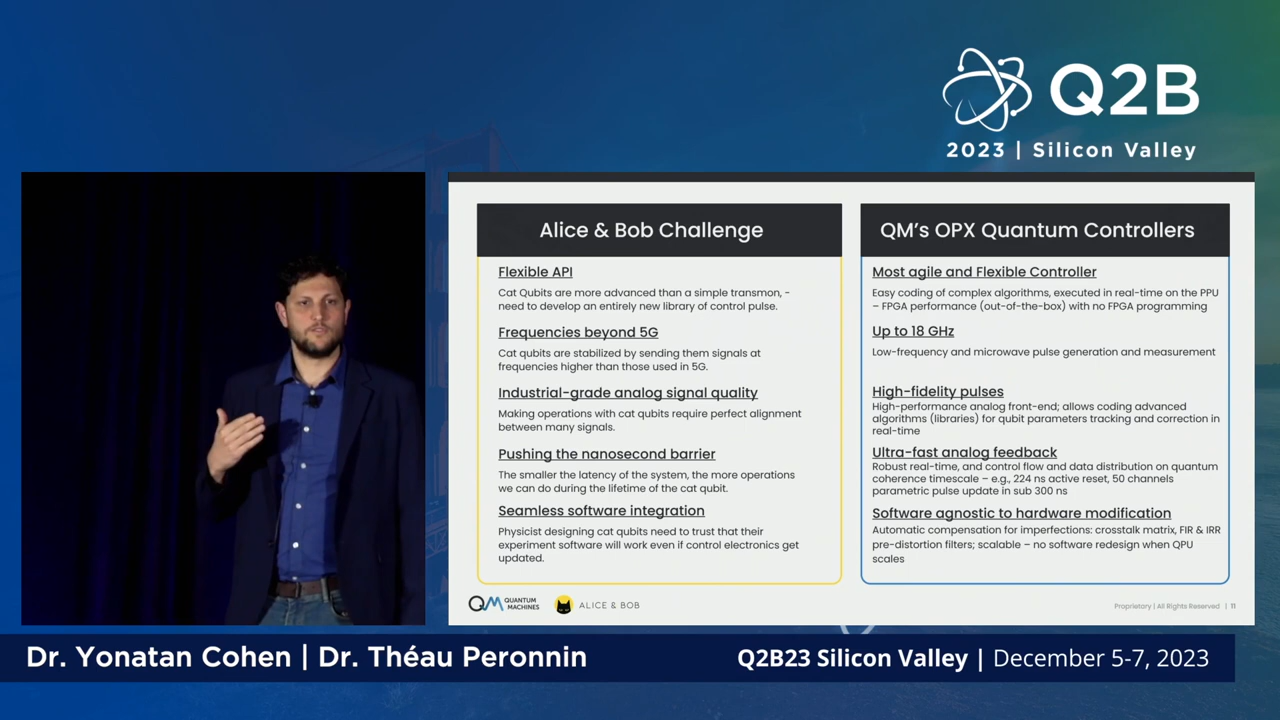 Q2B
2023 | Silicon Valley
Alice & Bob Challenge
Flexible API
Cat Qubits are more advanced than a simple transmon, -
need to develop an entirely new library of control pulse.
Frequencies beyond 5G
Cat qubits are stabilized by sending them signals at
frequencies higher than those used in 5G.
Industrial-grade analog signal quality
Making operations with cat qubits require perfect alignment
between many signals.
Pushing the nanosecond barrier
The smaller the latency of the system, the more operations
we can do during the lifetime of the cat qubit.
Seamless software integration
Physicist designing cat qubits need to trust that their
experiment software will work even if control electronics get
updated.
QM's OPX Quantum Controllers
Most agile and Flexible Controller
Easy coding of complex algorithms, executed in real-time on the PPU
– FPGA performance (out-of-the-box) with no FPGA programming
Up to 18 GHz
Low-frequency and microwave pulse generation and measurement
High-fidelity pulses
High-performance analog front-end; allows coding advanced
algorithms (libraries) for qubit parameters tracking and correction in
real-time
Ultra-fast analog feedback
Robust real-time, and control flow and data distribution on quantum
coherence timescale – e.g., 224 ns active reset, 50 channels
parametric pulse update in sub 300 ns
Software agnostic to hardware modification
Automatic compensation for imperfections: crosstalk matrix, FIR & IRR
pre-distortion filters; scalable – no software redesign when QPU
scales
QM QUANTUM
MACHINES
ALICE & BOB
Proprietary | All Rights Reserved | 11
Dr. Yonatan Cohen | Dr. Théau Peronnin
Q2B23 Silicon Valley | December 5-7, 2023